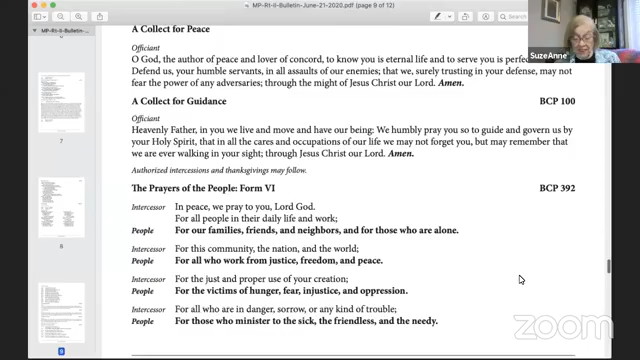 MP-RI-II-Bulletin-June-21-2020.pdf (page 9 of 12)
Search
MP-RI-II-Bulletin-June-21-20...
SuzeAnne
A Collect for Peace
Officiant
O God, the author of peace and lover of concord, to know you is eternal life and to serve you is perfect
Defend us, your humble servants, in all assaults of our enemies; that we, surely trusting in your defense, may not
fear the power of any adversaries; through the might of Jesus Christ our Lord. Amen.
A Collect for Guidance BCP 100
Officiant
Heavenly Father, in you we live and move and have our being: We humbly pray you so to guide and govern us by
your Holy Spirit, that in all the cares and occupations of our life we may not forget you, but may remember that
we are ever walking in your sight; through Jesus Christ our Lord. Amen.
Authorized intercessions and thanksgivings may follow.
The Prayers of the People: Form VI BCP 392
Intercessor In peace, we pray to you, Lord God.
For all people in their daily life and work;
People For our families, friends, and neighbors, and for those who are alone.
Intercessor For this community, the nation, and the world;
People For all who work from justice, freedom, and peace.
Intercessor For the just and proper use of your creation;
People For the victims of hunger, fear, injustice, and oppression.
Intercessor For all who are in danger, sorrow, or any kind of trouble;
People For those who minister to the sick, the friendless, and the needy.
7
8
9
zoom